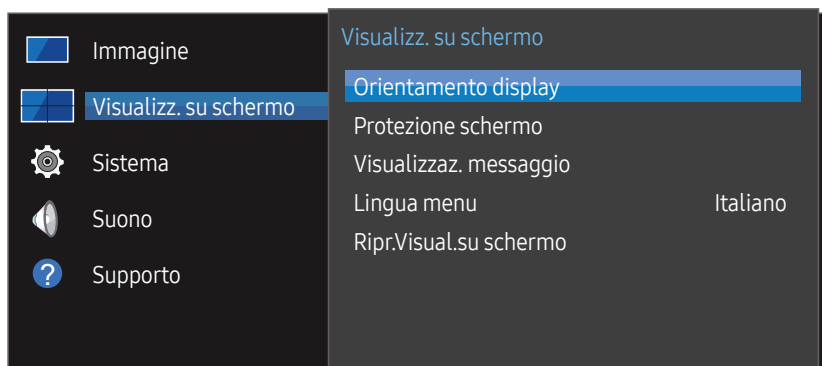 Immagine
Visualizz. su schermo
Sistema
Suono
Supporto
Visualizz. su schermo
Orientamento display
Protezione schermo
Visualizzaz. messaggio
Lingua menu Italiano
Ripr.Visual.su schermo